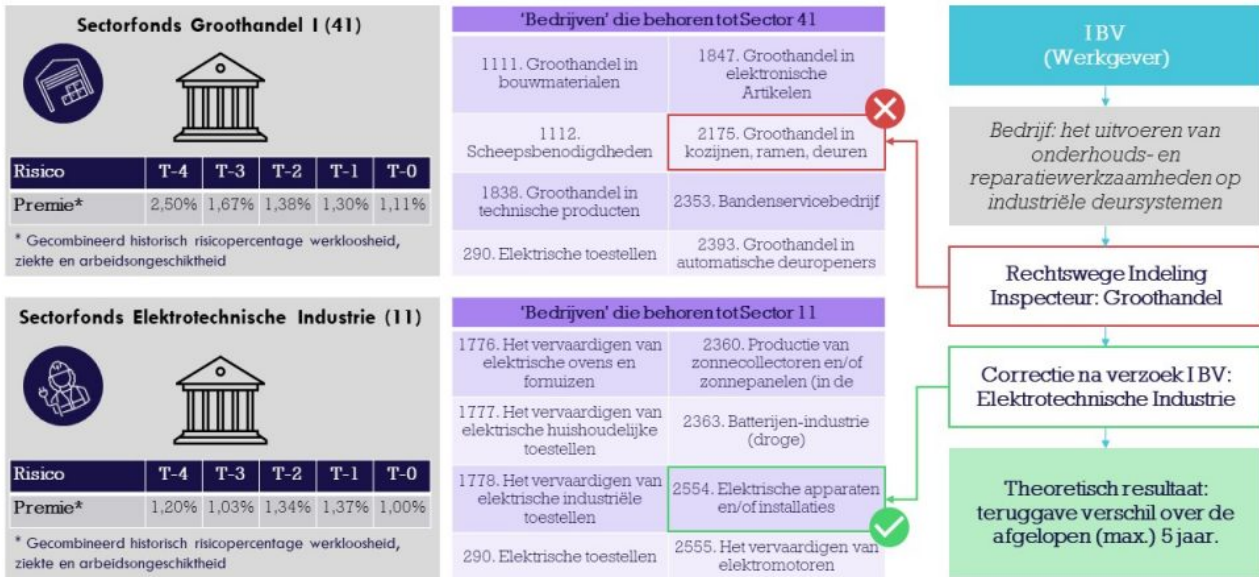 Sectorfonds Groothandel I (41)
Risico T-4 T-3 T-2 T-1 T-0
Premie* 2,50% 1,67% 1,38% 1,30% 1,11%
* Gecombineerd historisch risicopercentage werkloosheid,
ziekte en arbeidsongeschiktheid
'Bedrijven' die behoren tot Sector 41
1111. Groothandel in
bouwmaterialen
1847. Groothandel in
elektronische
Artikelen
1112.
Scheepsbenodigdheden
2175. Groothandel in
kozijnen, ramen, deuren
1838. Groothandel in
technische producten
2353. Bandenservicebedrijf
290. Elektrische toestellen
2393. Groothandel in
automatische deuropeners
Sectorfonds Elektrotechnische Industrie (11)
Risico T-4 T-3 T-2 T-1 T-0
Premie* 1,20% 1,03% 1,34% 1,37% 1,00%
* Gecombineerd historisch risicopercentage werkloosheid,
ziekte en arbeidsongeschiktheid
'Bedrijven' die behoren tot Sector 11
1776. Het vervaardigen van
elektrische ovens en
fornuizen
2360. Productie van
zonnecollectoren en/of
zonnepanelen (in de
1777. Het vervaardigen van
elektrische huishoudelijke
toestellen
2363. Batterijen-industrie
(droge)
1778. Het vervaardigen van
elektrische industriële
toestellen
2554. Elektrische apparaten
en/of installaties
290. Elektrische toestellen
2555. Het vervaardigen van
elektromotoren
I BV
(Werkgever)
Bedrijf: het uitvoeren van
onderhouds- en
reparatiewerkzaamheden op
industriële deursystemen
Rechtswege Indeling
Inspecteur: Groothandel
Correctie na verzoek I BV:
Elektrotechnische Industrie
Theoretisch resultaat:
teruggave verschil over de
afgelopen (max.) 5 jaar.